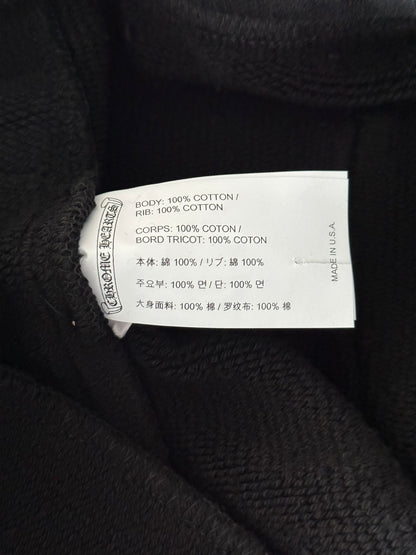 CHROME HEARTS
BODY: 100% COTTON /
RIB: 100% COTTON
CORPS: 100% COTON /
BORD TRICOT: 100% COTON
本体: 綿 100% / リブ: 綿 100%
주요부: 100% 면 / 단: 100% 면
大身面料: 100% 棉 / 罗纹布: 100% 棉
MADE IN U.S.A.